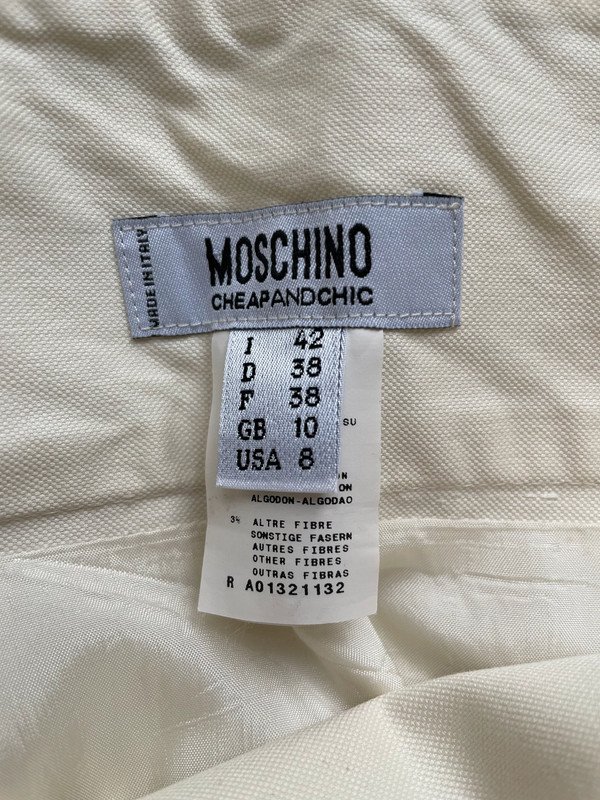 MADE IN ITALY
MOSCHINO
CHEAPANDCHIC
I 42
D 38
F 38
GB 10
USA 8
SU
ON
ALGODON-ALGODAO
3% ALTRE FIBRE
SONSTIGE FASERN
AUTRES FIBRES
OTHER FIBRES
OUTRAS FIBRAS
R A01321132